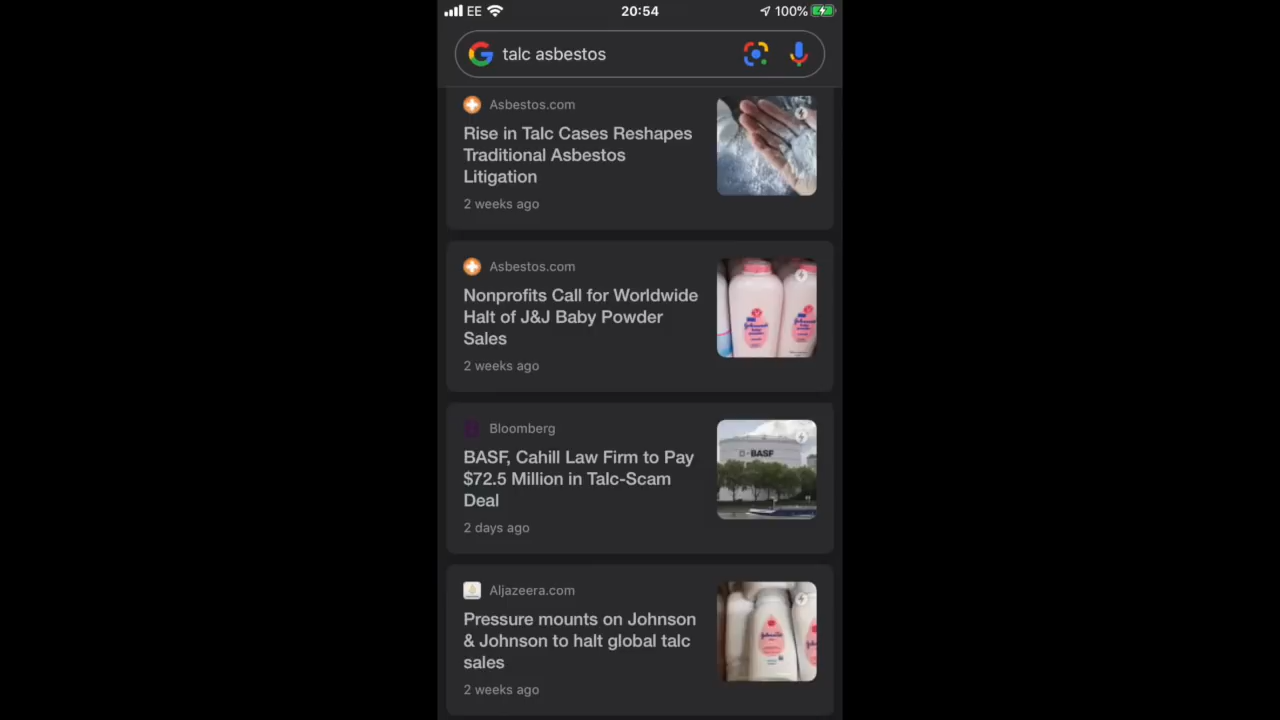 EE
20:54
100%
talc asbestos
Asbestos.com
Rise in Talc Cases Reshapes
Traditional Asbestos
Litigation
2 weeks ago
Asbestos.com
Nonprofits Call for Worldwide
Halt of J&J Baby Powder
Sales
2 weeks ago
Bloomberg
BASF, Cahill Law Firm to Pay
$72.5 Million in Talc-Scam
Deal
2 days ago
BASF
Aljazeera.com
Pressure mounts on Johnson
& Johnson to halt global talc
sales
2 weeks ago